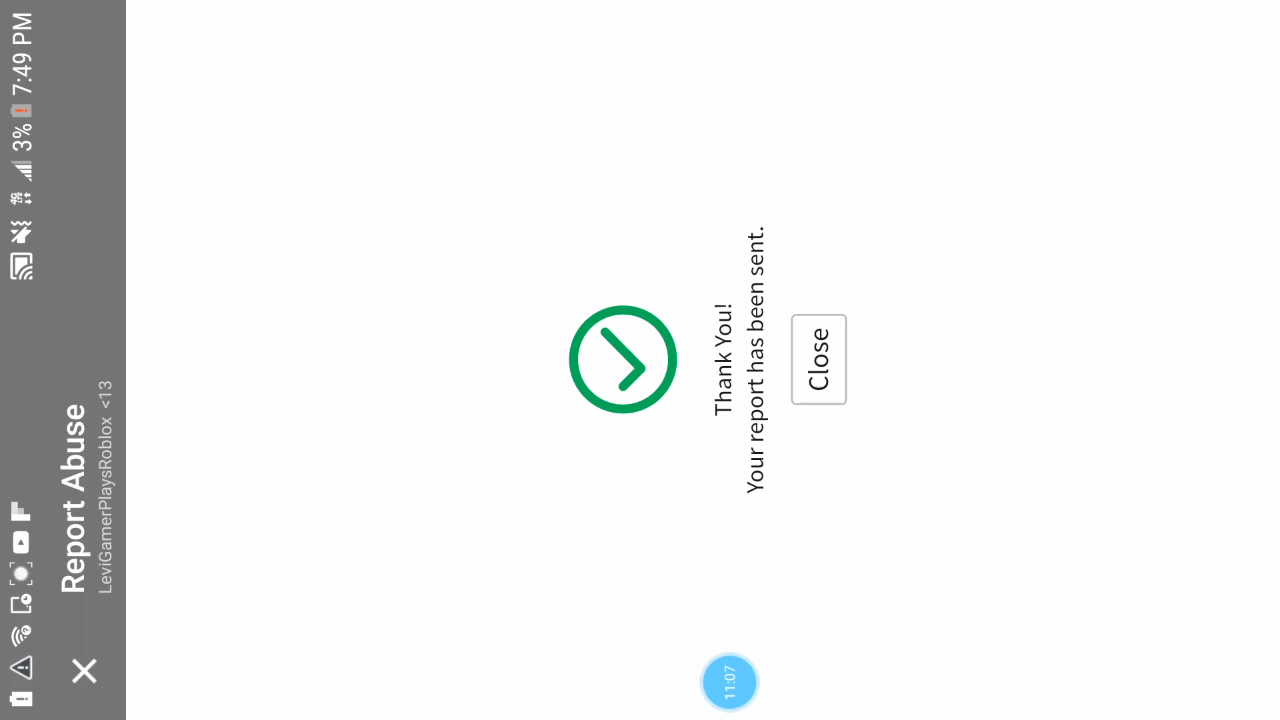 3% 7:49 PM
Report Abuse
LeviGamerPlaysRoblox <13
Thank You!
Your report has been sent.
Close
11:07